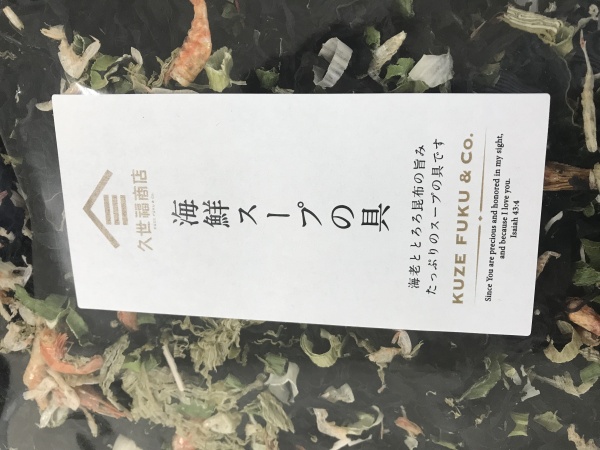 久世福商店
海鮮スープの具
海老ととろろ昆布の旨み
たっぷりのスープの具です
KUZE FUKU & Co.
Since You are precious and honored in my sight,
and because I love you.
Isaiah 43:4